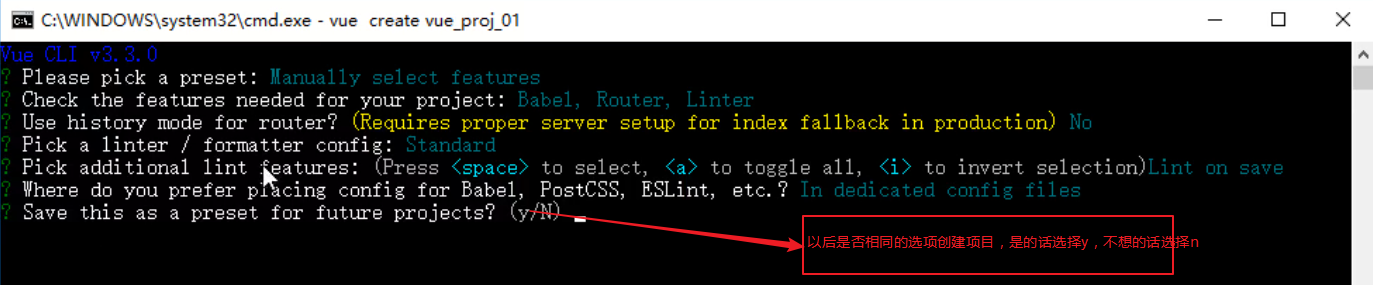 C:\WINDOWS\system32\cmd.exe - vue create vue_proj_01
Vue CLI v3.3.0
? Please pick a preset: Manually select features
? Check the features needed for your project: Babel, Router, Linter
? Use history mode for router? (Requires proper server setup for index fallback in production) No
? Pick a linter / formatter config: Standard
? Pick additional lint features: (Press <space> to select, <a> to toggle all, <i> to invert selection)Lint on save
? Where do you prefer placing config for Babel, PostCSS, ESLint, etc.? In dedicated config files
? Save this as a preset for future projects? (y/N)
以后是否相同的选项创建项目，是的话选择y，不想的话选择n